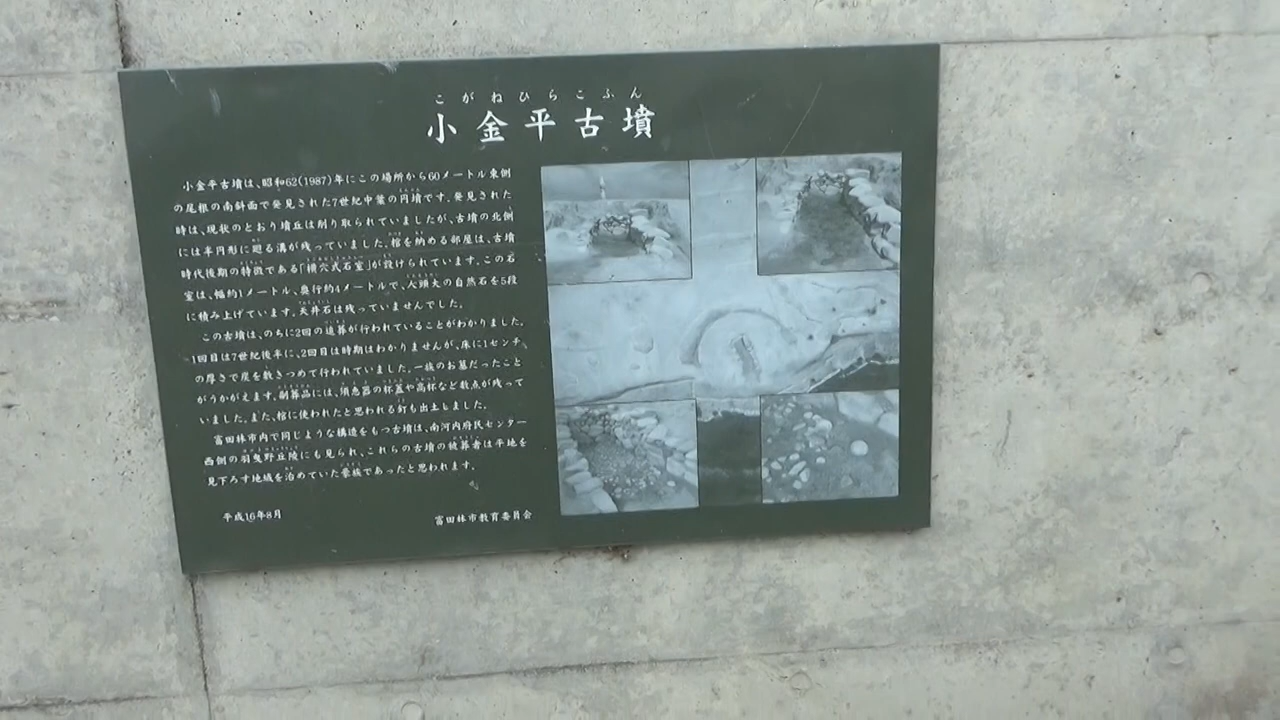 こがねひらこふん
小金平古墳
小金平古墳は、昭和62(1987)年にこの場所から60メートル東側
の尾根の南斜面で発見された7世紀中葉の円墳です。発見された
時は、現状のとおり墳丘は削り取られていましたが、古墳の北側
には半円形に廻る溝が残っていました。棺を納める部屋は、古墳
時代後期の特徴である「横穴式石室」が設けられています。この石
室は、幅約1メートル、奥行約4メートルで、人頭大の自然石を5段
に積み上げています。天井石は残っていませんでした。
この古墳は、のちに2回の追葬が行われていることがわかりました。
1回目は7世紀後半に、2回目は時期はわかりませんが、床に1センチ
の厚さで炭を敷きつめて行われていました。一族のお墓だったこと
がうかがえます。副葬品には、須恵器の杯蓋や高杯など数点が残って
いました。また、棺に使われたと思われる釘も出土しました。
富田林市内で同じような構造をもつ古墳は、南河内府民センター
西側の羽曳野丘陵にも見られ、これらの古墳の被葬者は平地を
見下ろす地域を治めていた豪族であったと思われます。
平成16年8月
富田林市教育委員会